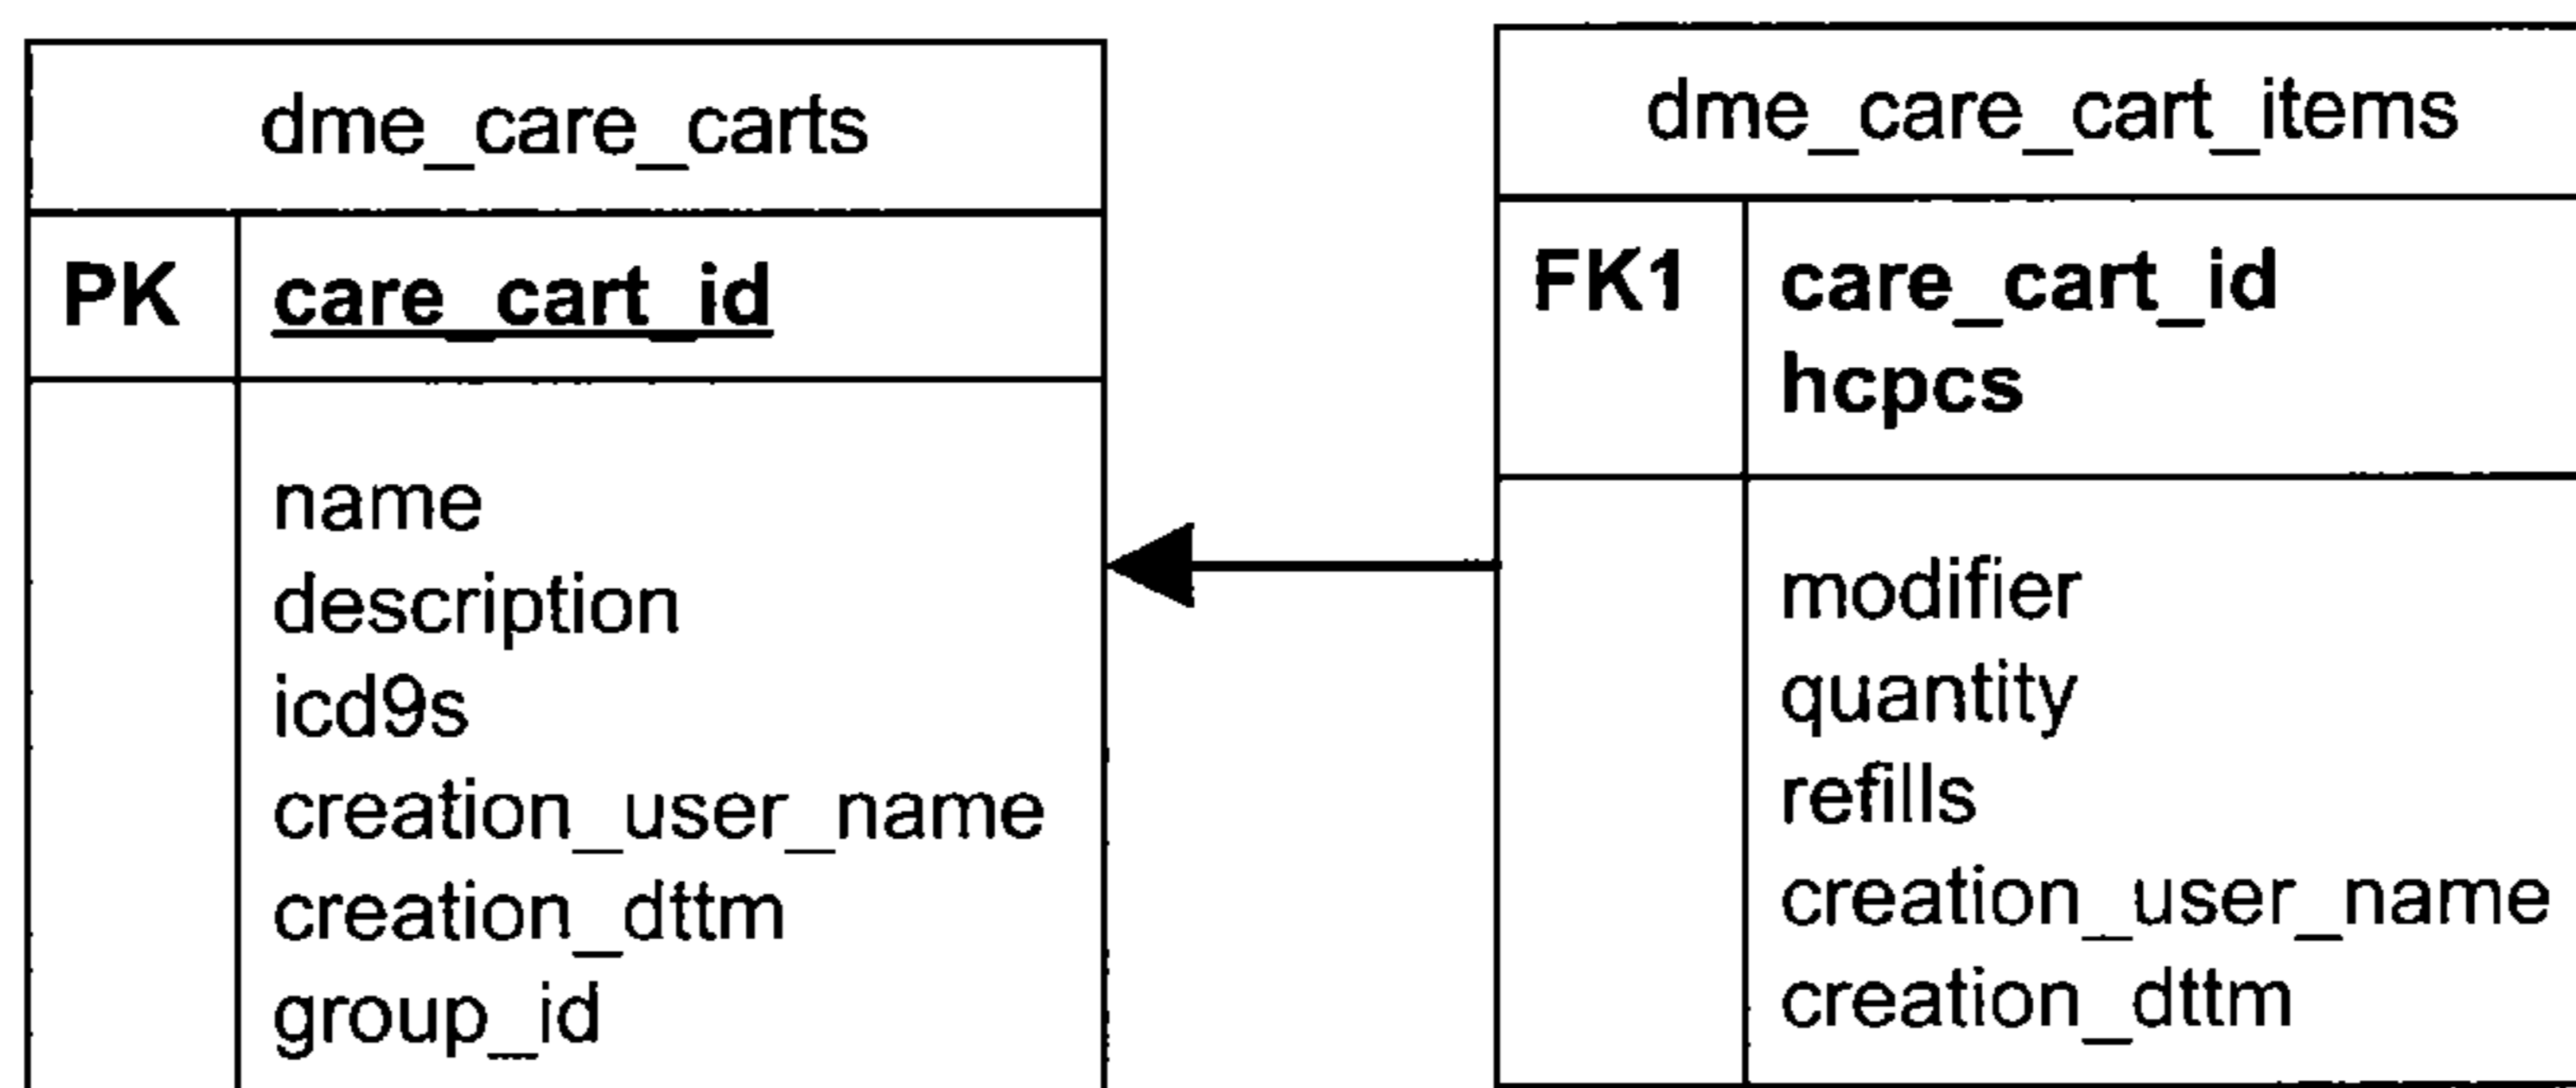 dme_care_carts
PK care_cart_id
name
description
icd9s
creation_user_name
creation_dttm
group_id
dme_care_cart_items
FK1 care_cart_id
hcpcs
modifier
quantity
refills
creation_user_name
creation_dttm